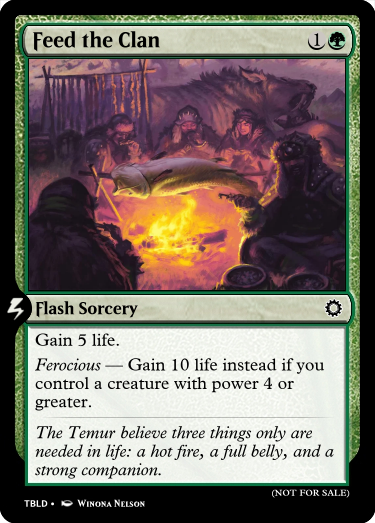 Feed the Clan 1
Flash Sorcery
Gain 5 life.
Ferocious — Gain 10 life instead if you
control a creature with power 4 or
greater.
The Temur believe three things only are
needed in life: a hot fire, a full belly, and a
strong companion.
(NOT FOR SALE)
TBLD • Winona Nelson